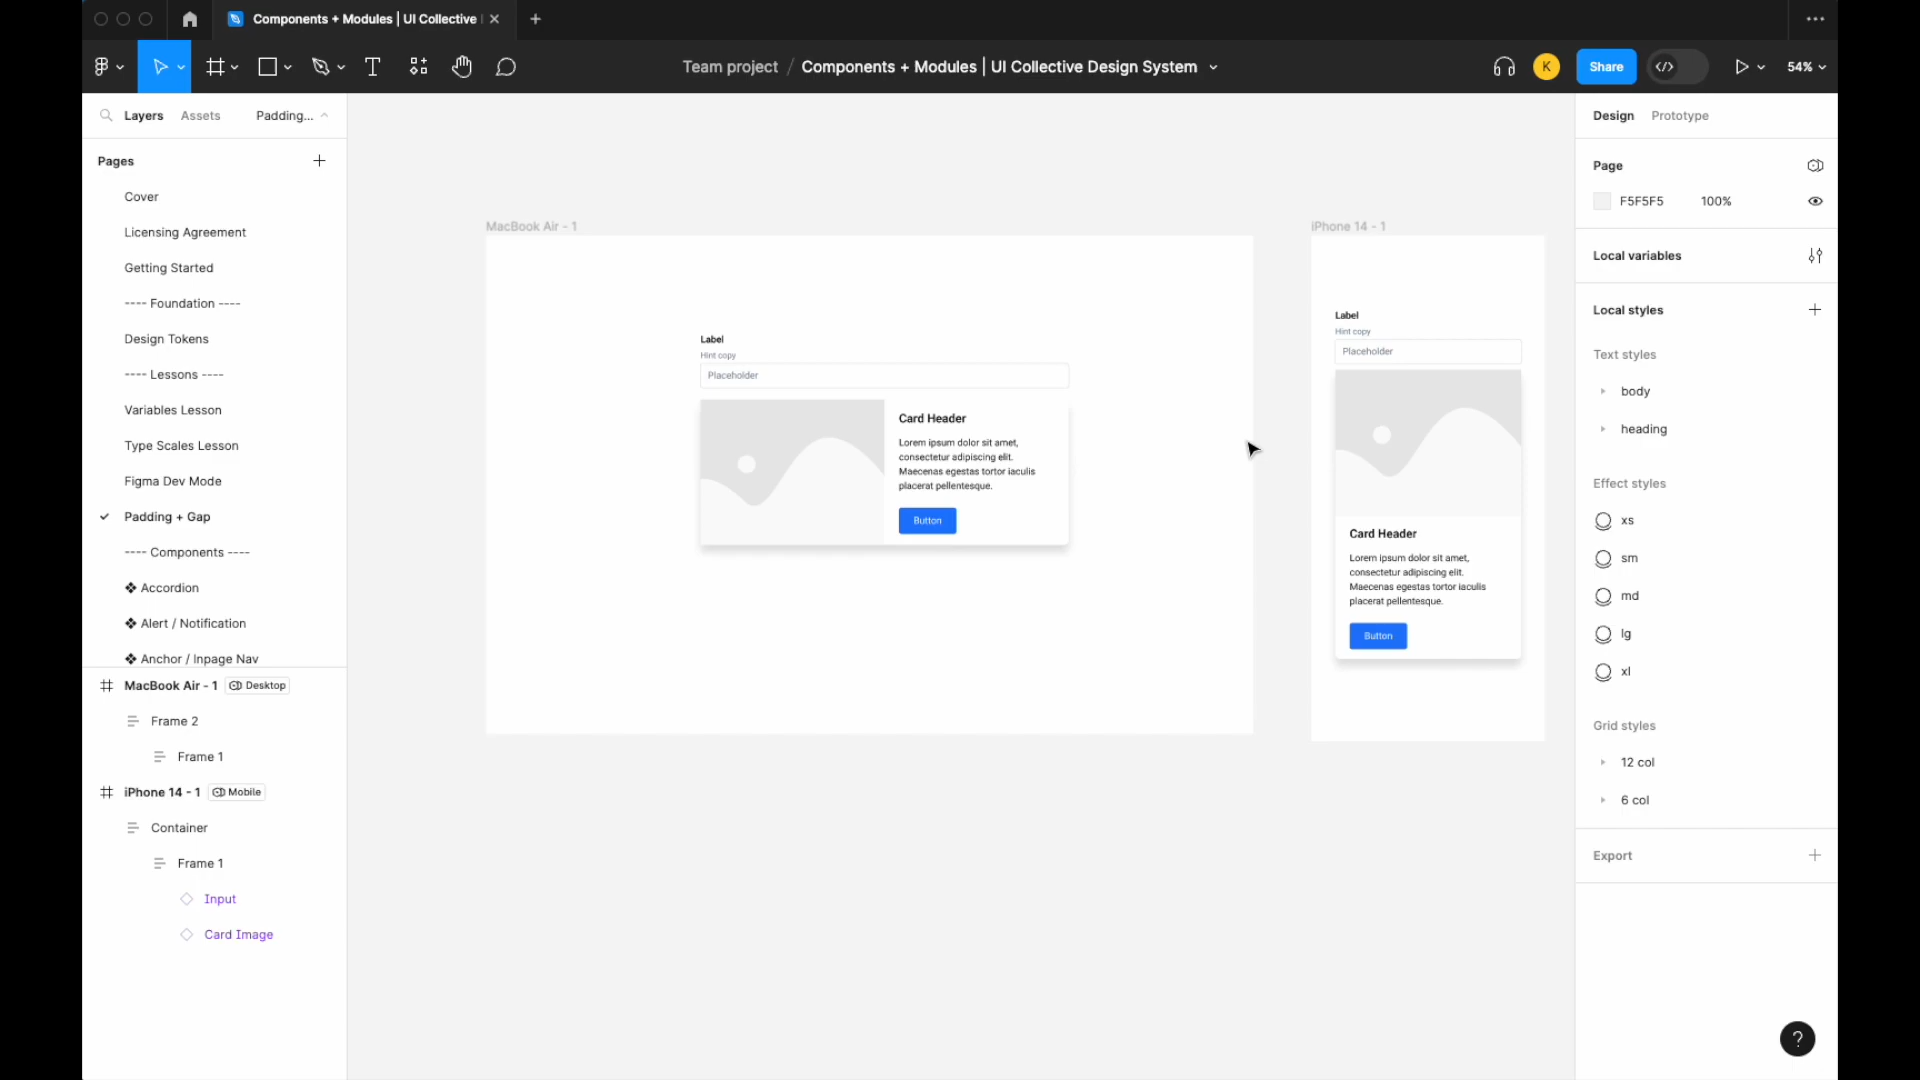 Components + Modules | UI Collective
Team project / Components + Modules | UI Collective Design System
K
Share
54%
Layers
Assets
Padding...
Pages
Cover
Licensing Agreement
Getting Started
---- Foundation ----
Design Tokens
---- Lessons ----
Variables Lesson
Type Scales Lesson
Figma Dev Mode
Padding + Gap
---- Components ----
Accordion
Alert / Notification
Anchor / Inpage Nav
MacBook Air - 1
Desktop
Frame 2
Frame 1
iPhone 14 - 1
Mobile
Container
Frame 1
Input
Card Image
MacBook Air - 1
Label
Hint copy
Placeholder
Card Header
Lorem ipsum dolor sit amet,
consectetur adipiscing elit.
Maecenas egestas tortor iaculis
placerat pellentesque.
Button
iPhone 14 - 1
Label
Hint copy
Placeholder
Card Header
Lorem ipsum dolor sit amet,
consectetur adipiscing elit.
Maecenas egestas tortor iaculis
placerat pellentesque.
Button
Design
Prototype
Page
F5F5F5
100%
Local variables
Local styles
Text styles
body
heading
Effect styles
xs
sm
md
lg
xl
Grid styles
12 col
6 col
Export
?